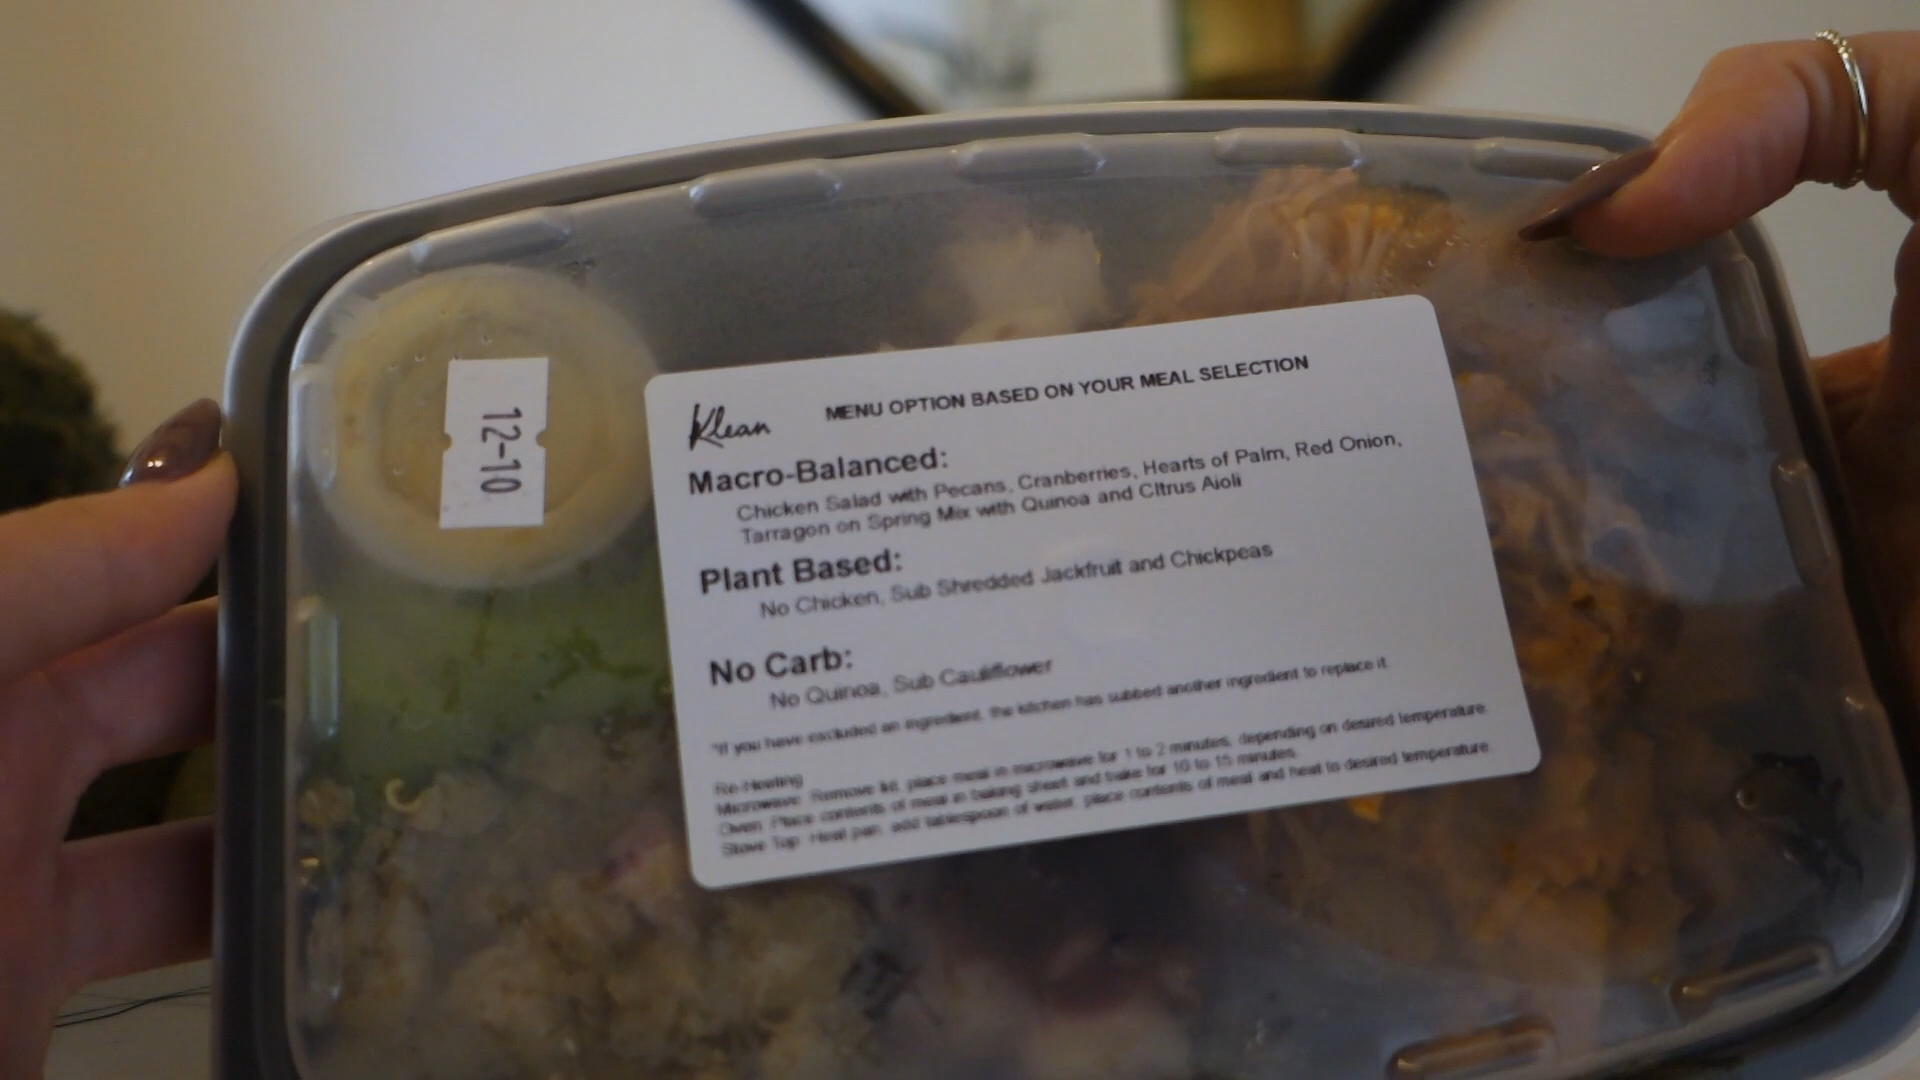 12-10
Klean MENU OPTION BASED ON YOUR MEAL SELECTION
Macro-Balanced:
Chicken Salad with Pecans, Cranberries, Hearts of Palm, Red Onion,
Tarragon on Spring Mix with Quinoa and CItrus Aioli
Plant Based:
No Chicken, Sub Shredded Jackfruit and Chickpeas
No Carb:
No Quinoa, Sub Cauliflower
*If you have excluded an ingredient, the kitchen has subbed another ingredient to replace it.
Re-Heating
Microwave: Remove lid, place meal in microwave for 1 to 2 minutes, depending on desired temperature.
Oven: Place contents of meal in baking sheet and bake for 10 to 15 minutes.
Stove Top: Heat pan, add tablespoon of water, place contents of meal and heat to desired temperature.